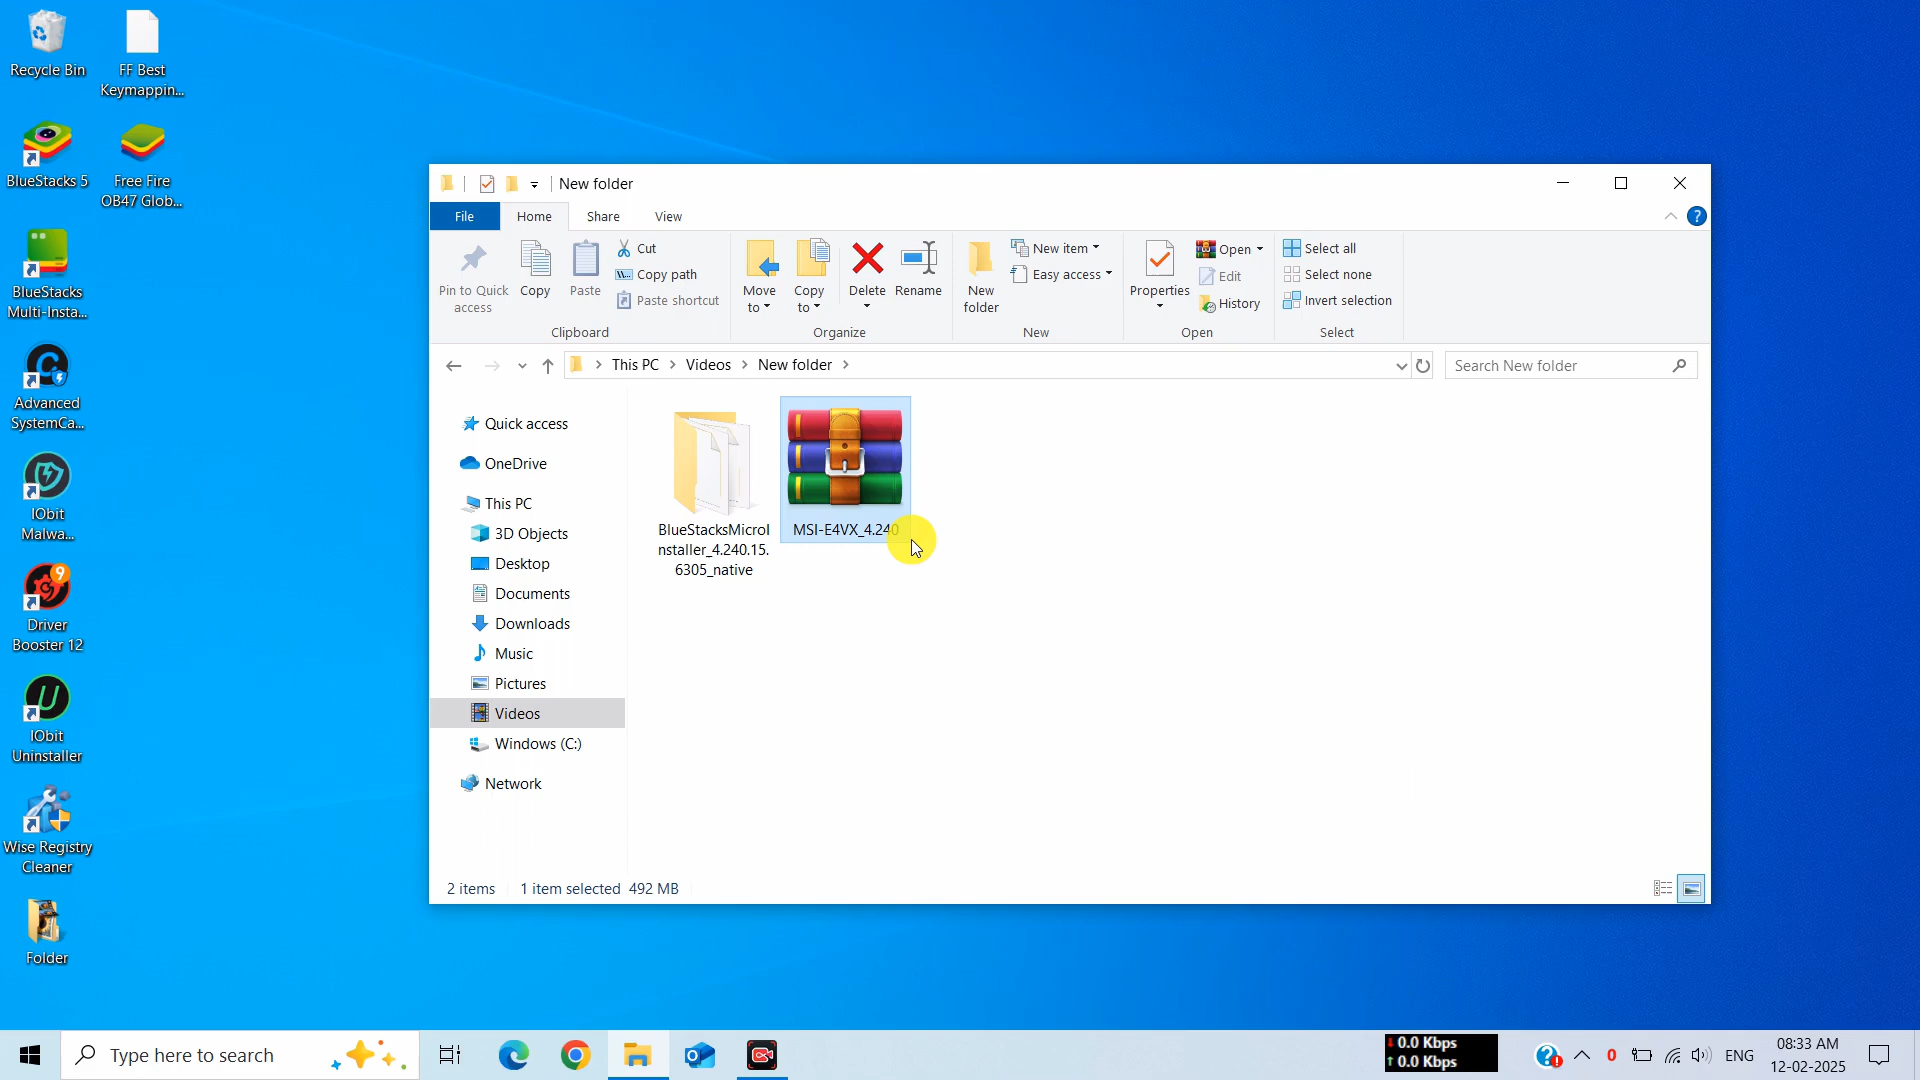 Recycle Bin
FF Best
Keymappin...
BlueStacks 5
Free Fire
OB47 Glob...
BlueStacks
Multi-Insta...
Advanced
SystemCa...
IObit
Malwa...
9
Driver
Booster 12
IObit
Uninstaller
Wise Registry
Cleaner
Folder
New folder
File
Home
Share
View
?
Pin to Quick
access
Copy
Paste
Cut
Copy path
Paste shortcut
Clipboard
Move
to
Copy
to
Delete
Rename
Organize
New
folder
New item
Easy access
New
Properties
Open
Edit
History
Open
Select all
Select none
Invert selection
Select
This PC
Videos
New folder
Search New folder
Quick access
OneDrive
This PC
3D Objects
Desktop
Documents
Downloads
Music
Pictures
Videos
Windows (C:)
Network
BlueStacksMicroI
nstaller_4.240.15.
6305_native
MSI-E4VX_4.240
2 items
1 item selected 492 MB
Type here to search
0.0 Kbps
0.0 Kbps
0
ENG
08:33 AM
12-02-2025